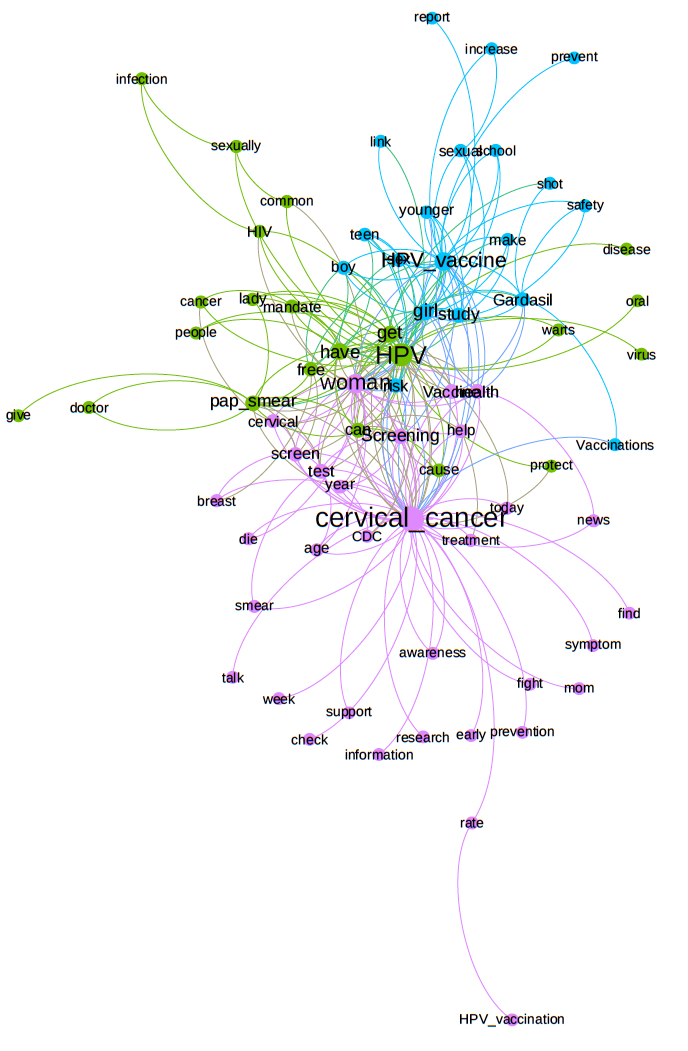 report
increase
prevent
infection
link
sexually
sexual
school
shot
common
safety
younger
HIV
teen
make
disease
sex
HPV_vaccine
boy
cancer
lady
mandate
Gardasil
oral
girl
study
people
get
warts
have
HPV
virus
free
woman
risk
Vaccine
health
pap_smear
doctor
give
cervical
can
Screening
help
Vaccinations
screen
test
cause
protect
year
breast
today
cervical_cancer
news
die
CDC
treatment
age
smear
find
symptom
awareness
talk
fight
mom
week
support
check
research
early
prevention
information
rate
HPV_vaccination